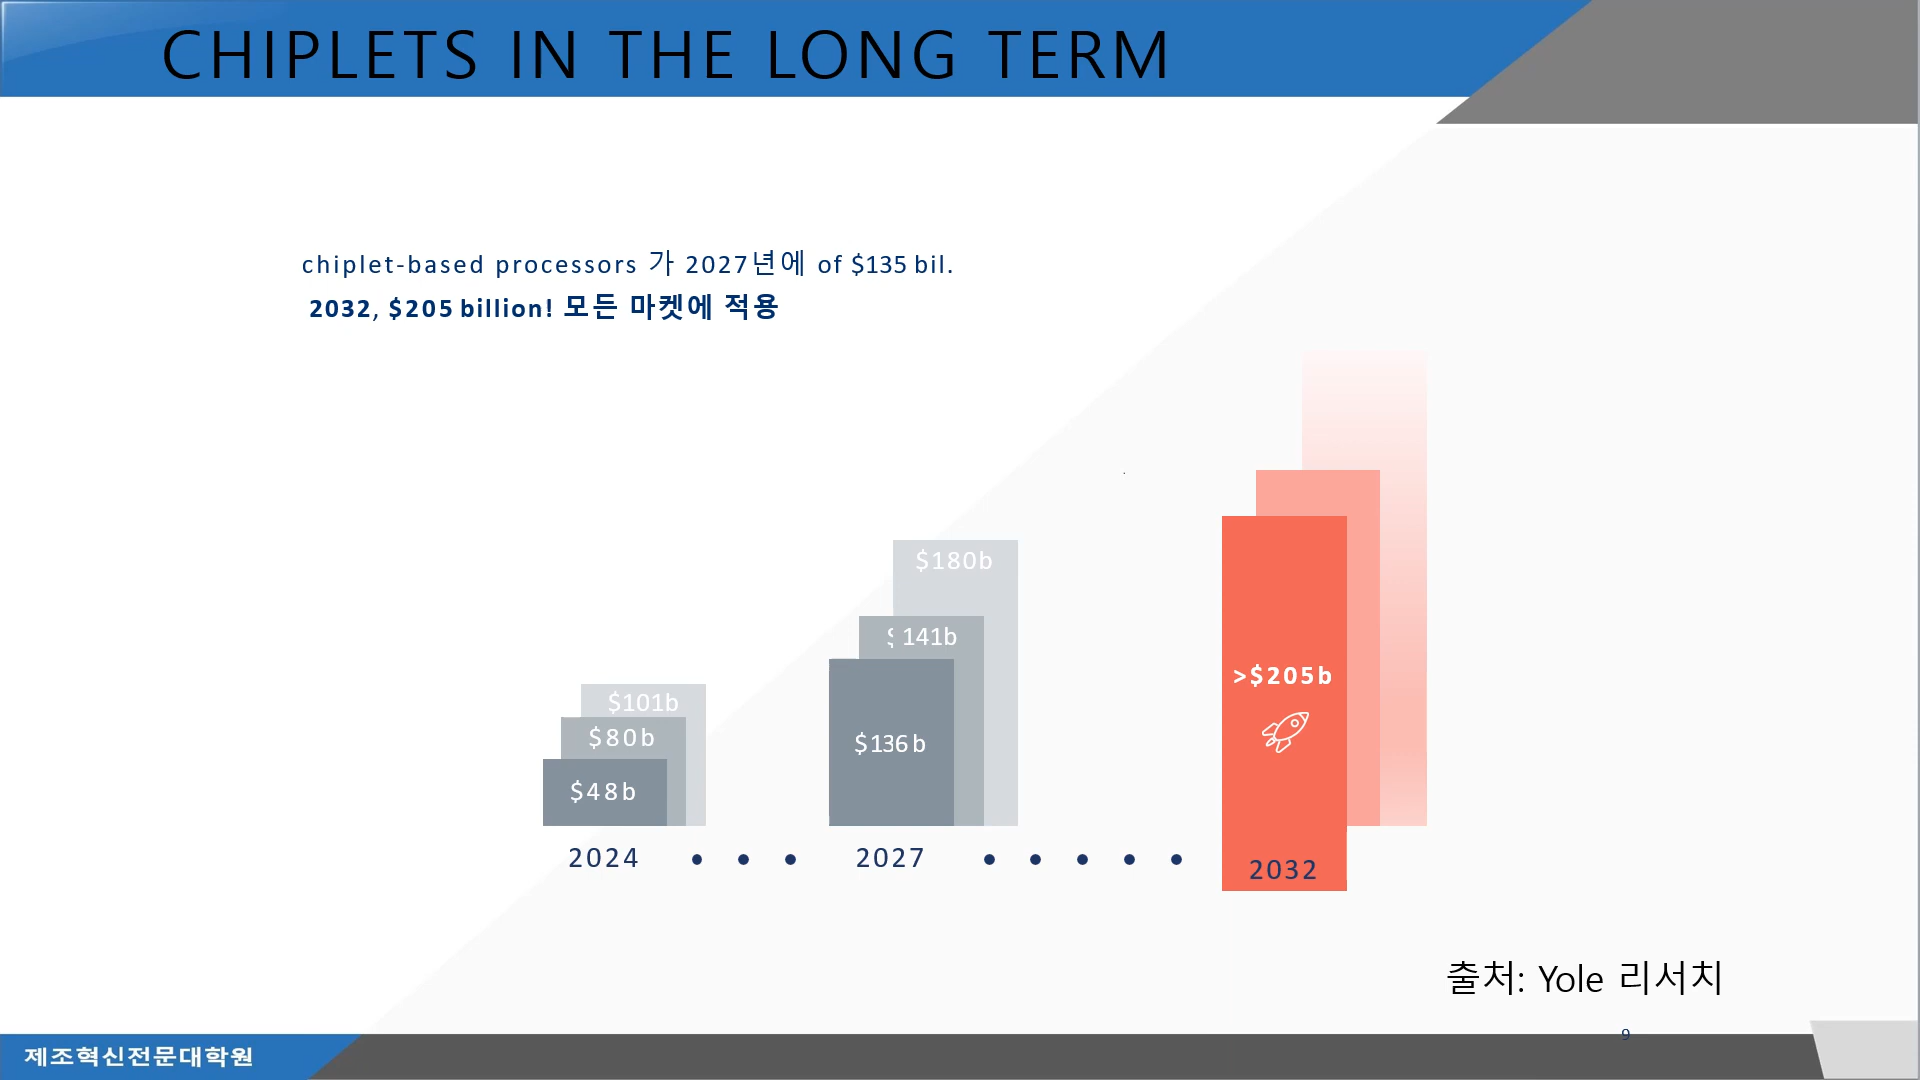 CHIPLETS IN THE LONG TERM
chiplet-based processors 가 2027년에 of $135 bil.
2032, $205 billion! 모든 마켓에 적용
$180b
$141b
$101b
$80b
$48b
$136b
>$205b
2024
2027
2032
출처: Yole 리서치
9
제조혁신전문대학원